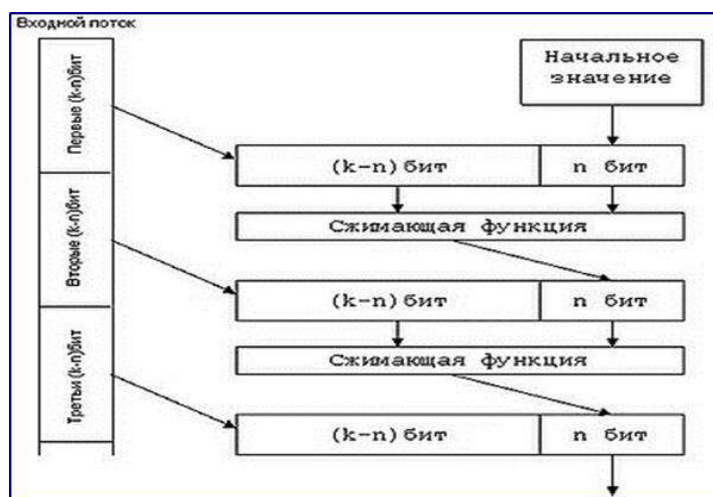 Входной поток
Начальное
значение
Первые (k-n)бит
(k-n)бит
n бит
Сжимающая функция
Вторые (k-n)бит
(k-n)бит
n бит
Сжимающая функция
Третьи (k-n)бит
(k-n)бит
n бит